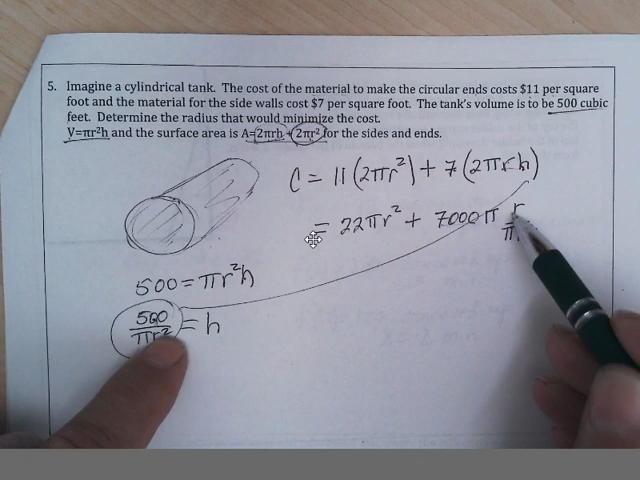 5. Imagine a cylindrical tank. The cost of the material to make the circular ends costs $11 per square
foot and the material for the side walls cost $7 per square foot. The tank's volume is to be 500 cubic
feet. Determine the radius that would minimize the cost.
V=πr²h and the surface area is A=2πrh+2πr² for the sides and ends.
C = 11(2πr²) + 7(2πrh)
= 22πr² + 7000π r/π
500 = πr²h
500/πr² = h